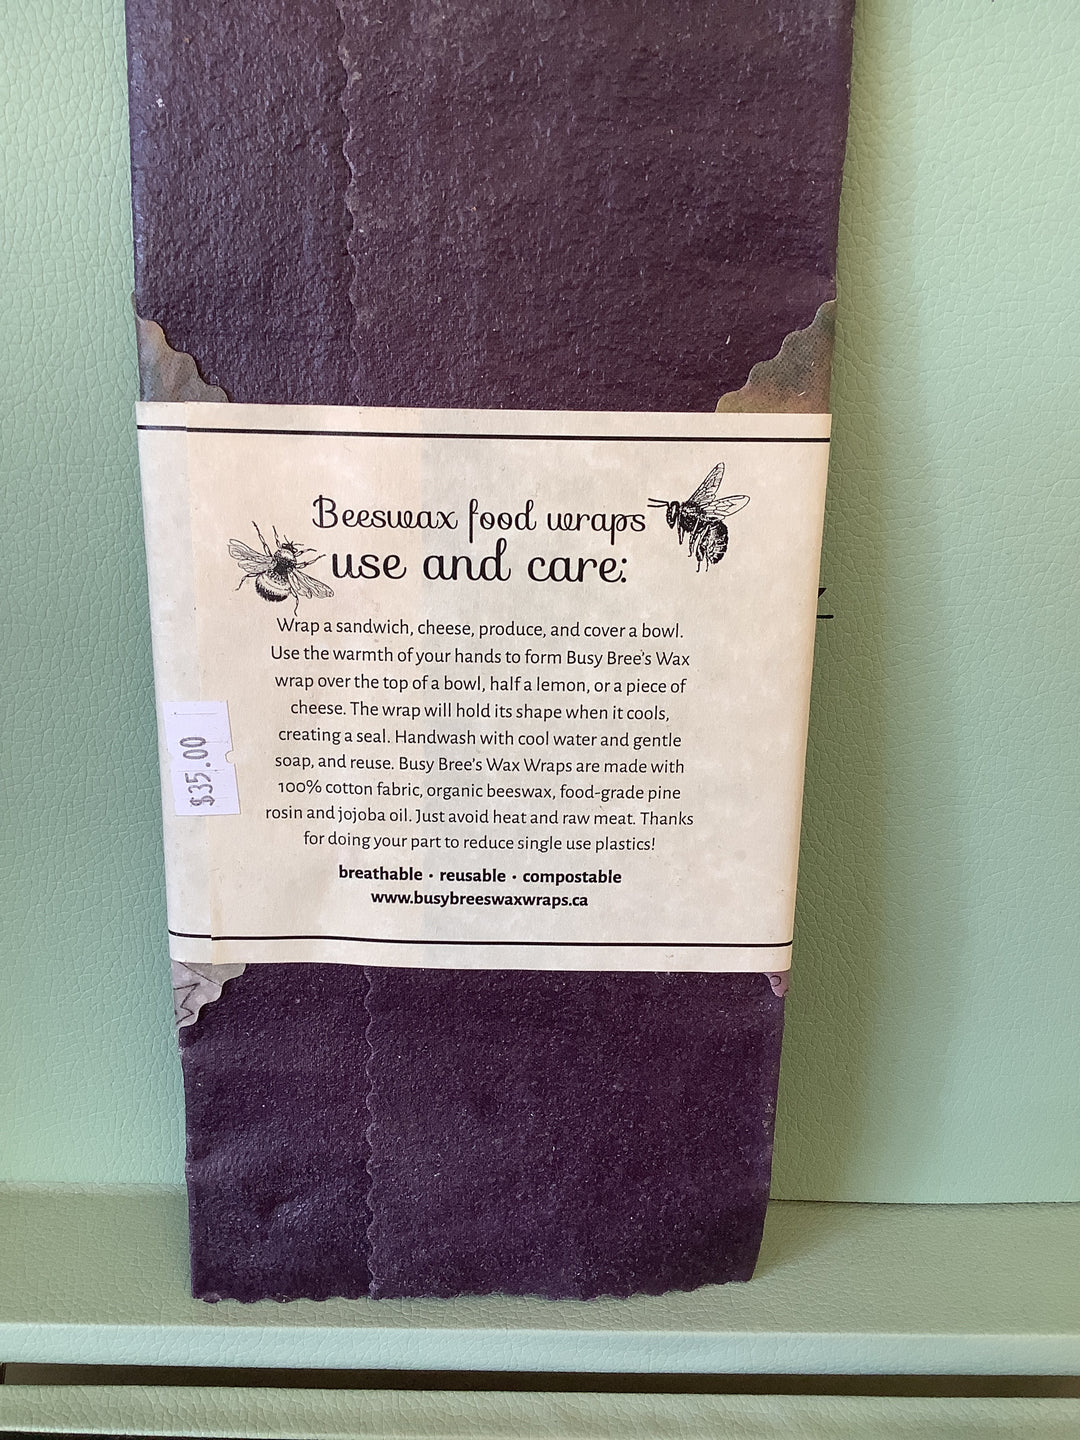 Beeswax food wraps
use and care:
Wrap a sandwich, cheese, produce, and cover a bowl.
Use the warmth of your hands to form Busy Bree's Wax
wrap over the top of a bowl, half a lemon, or a piece of
cheese. The wrap will hold its shape when it cools,
creating a seal. Handwash with cool water and gentle
soap, and reuse. Busy Bree's Wax Wraps are made with
100% cotton fabric, organic beeswax, food-grade pine
rosin and jojoba oil. Just avoid heat and raw meat. Thanks
for doing your part to reduce single use plastics!
breathable • reusable • compostable
www.busybreeswaxwraps.ca
$35.00